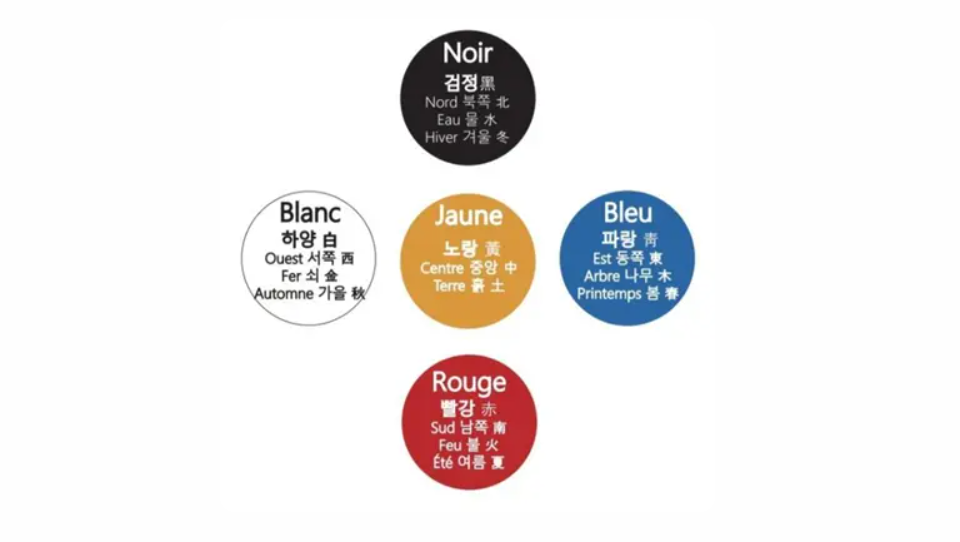 Noir
검정黑
Nord 북쪽 北
Eau 물 水
Hiver 겨울 冬
Blanc
하양 白
Ouest 서쪽 西
Fer 쇠 金
Automne 가을 秋
Jaune
노랑 黃
Centre 중앙 中
Terre 흙 土
Bleu
파랑 靑
Est 동쪽 東
Arbre 나무 木
Printemps 봄 春
Rouge
빨강 赤
Sud 남쪽 南
Feu 불 火
Été 여름 夏